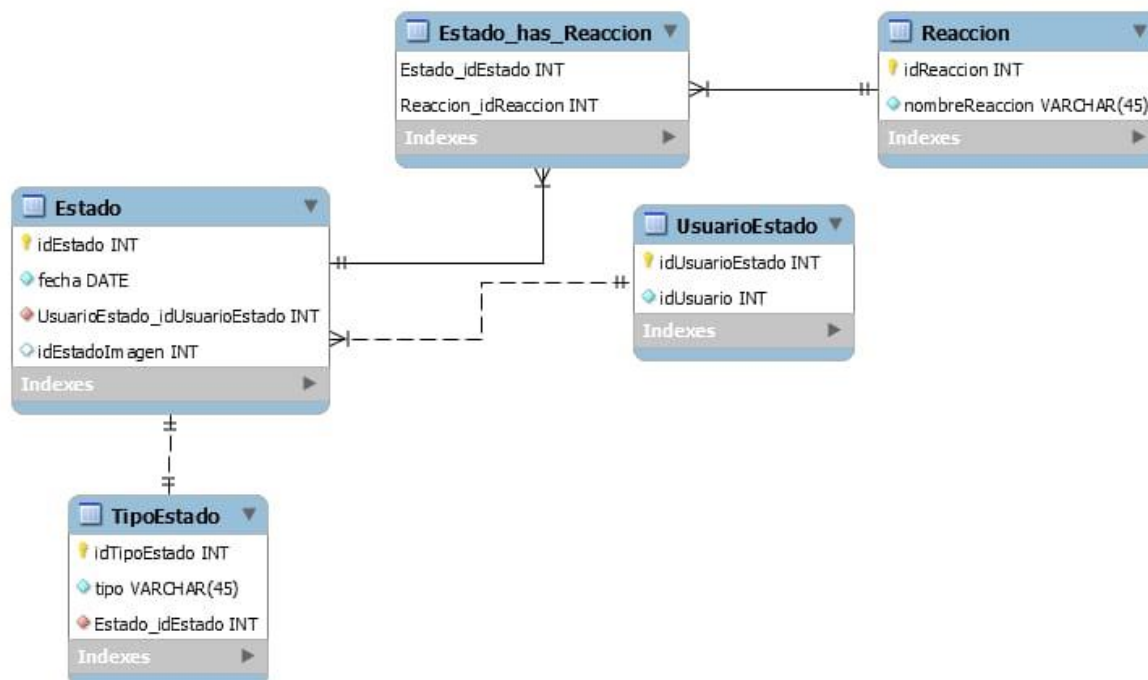 Estado_has_Reaccion
Estado_idEstado INT
Reaccion_idReaccion INT
Indexes
Reaccion
idReaccion INT
nombreReaccion VARCHAR(45)
Indexes
Estado
idEstado INT
fecha DATE
UsuarioEstado_idUsuarioEstado INT
idEstadoImagen INT
Indexes
UsuarioEstado
idUsuarioEstado INT
idUsuario INT
Indexes
TipoEstado
idTipoEstado INT
tipo VARCHAR(45)
Estado_idEstado INT
Indexes